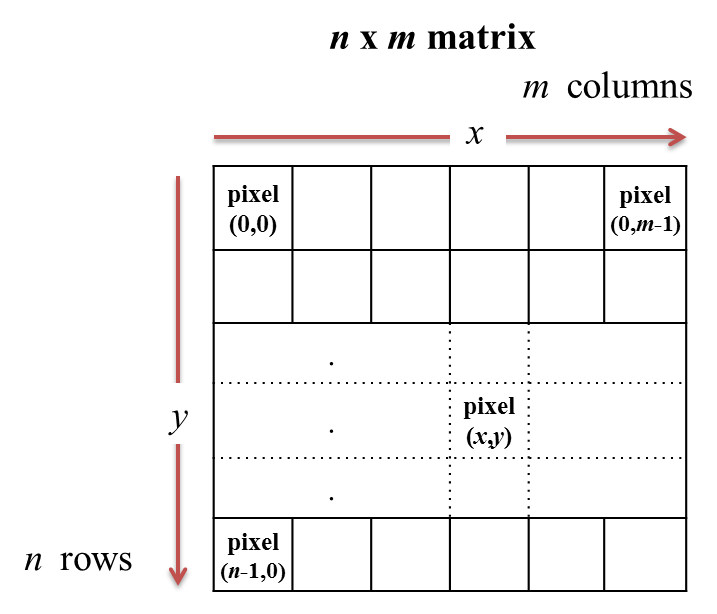 n x m matrix
m columns
x
pixel
(0,0)
pixel
(0,m-1)
y
pixel
(x,y)
n rows
pixel
(n-1,0)